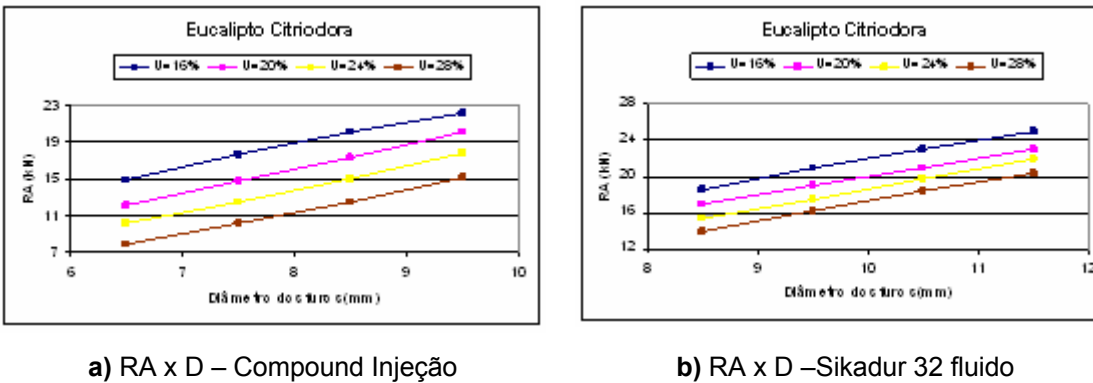 Eucalipto Citriodora
U=16% U=20% U=24% U=28%
RA (kN)
23
19
15
11
7
6 7 8 9 10
Diâmetro dos furos (mm)
a) RA x D – Compound Injeção
Eucalipto Citriodora
U=16% U=20% U=24% U=28%
RA (kN)
28
24
20
16
12
8 9 10 11 12
Diâmetro dos furos (mm)
b) RA x D –Sikadur 32 fluido